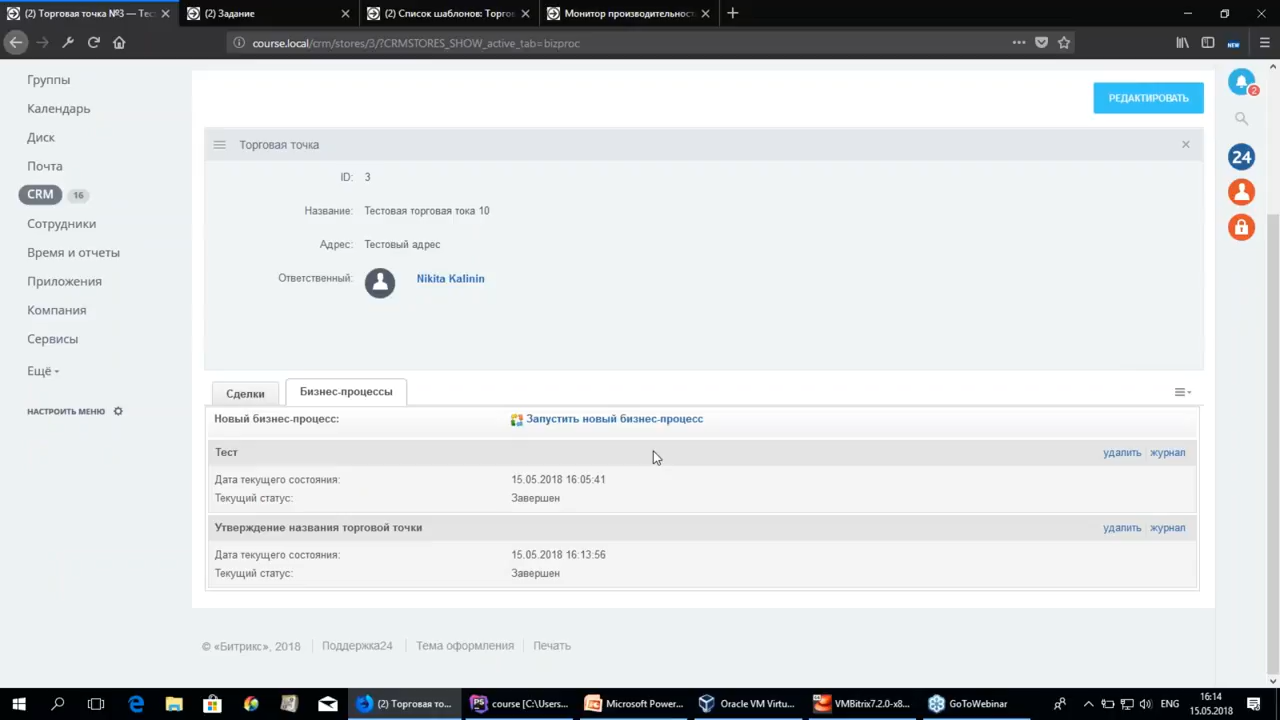 (2) Торговая точка №3 — Тес
(2) Задание
(2) Список шаблонов: Торгов
Монитор производительност
course.local/crm/stores/3/?CRMSTORES_SHOW_active_tab=bizproc
NEW
Группы
Календарь
Диск
Почта
CRM 16
Сотрудники
Время и отчеты
Приложения
Компания
Сервисы
Ещё
НАСТРОИТЬ МЕНЮ
РЕДАКТИРОВАТЬ
2
24
Торговая точка
ID: 3
Название: Тестовая торговая тока 10
Адрес: Тестовый адрес
Ответственный: Nikita Kalinin
Сделки
Бизнес-процессы
Новый бизнес-процесс: Запустить новый бизнес-процесс
Тест удалить журнал
Дата текущего состояния: 15.05.2018 16:05:41
Текущий статус: Завершен
Утверждение названия торговой точки удалить журнал
Дата текущего состояния: 15.05.2018 16:13:56
Текущий статус: Завершен
© «Битрикс», 2018 Поддержка24 Тема оформления Печать
(2) Торговая то...
course [C:\Users...
Microsoft Power...
Oracle VM Virtu...
VMBitrix7.2.0-x8...
GoToWebinar
ENG
16:14
15.05.2018